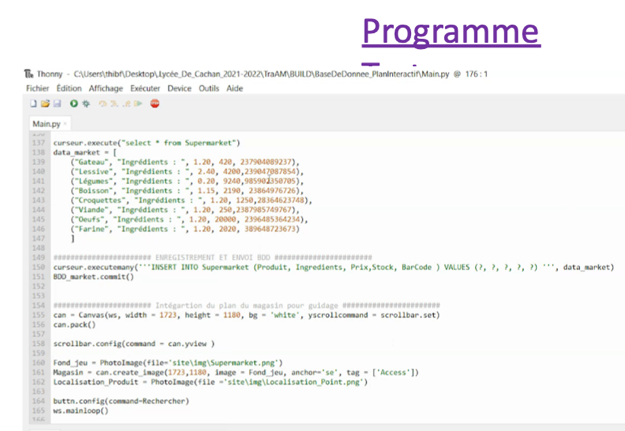 Programme
Thonny - C:\Users\thibf\Desktop\Lycée_De_Cachan_2021-2022\TraAM\BUILD\BaseDeDonnee_PlanInteractif\Main.py @ 176 : 1
Fichier Édition Affichage Exécuter Device Outils Aide
Main.py
137 curseur.execute("select * from Supermarket")
138 data_market = [
139 ("Gateau", "Ingrédients : ", 1.20, 420, 237904089237),
140 ("Lessive", "Ingrédients : ", 2.40, 4200,239047087854),
141 ("Légumes", "Ingrédients : ", 0.20, 9240,985902350705),
142 ("Boisson", "Ingrédients : ", 1.15, 2190, 23864976726),
143 ("Croquettes", "Ingrédients : ", 1.20, 1250,28364623748),
144 ("Viande", "Ingrédients : ", 1.20, 250,2387985749767),
145 ("Oeufs", "Ingrédients : ", 1.20, 20000, 2396485364234),
146 ("Farine", "Ingrédients : ", 1.20, 2020, 389648723673)
147 ]
148
149 ######################## ENREGISTREMENT ET ENVOI BDD ########################
150 curseur.executemany('''INSERT INTO Supermarket (Produit, Ingredients, Prix,Stock, BarCode ) VALUES (?, ?, ?, ?, ?) ''', data_market)
151 BDD_market.commit()
152
153
154 ######################## Intégartion du plan du magasin pour guidage ########################
155 can = Canvas(ws, width = 1723, height = 1180, bg = 'white', yscrollcommand = scrollbar.set)
156 can.pack()
157
158 scrollbar.config(command = can.yview )
159
160 Fond_jeu = PhotoImage(file='site\img\Supermarket.png')
161 Magasin = can.create_image(1723,1180, image = Fond_jeu, anchor='se', tag = ['Access'])
162 Localisation_Produit = PhotoImage(file ='site\img\Localisation_Point.png')
163
164 buttn.config(command=Rechercher)
165 ws.mainloop()